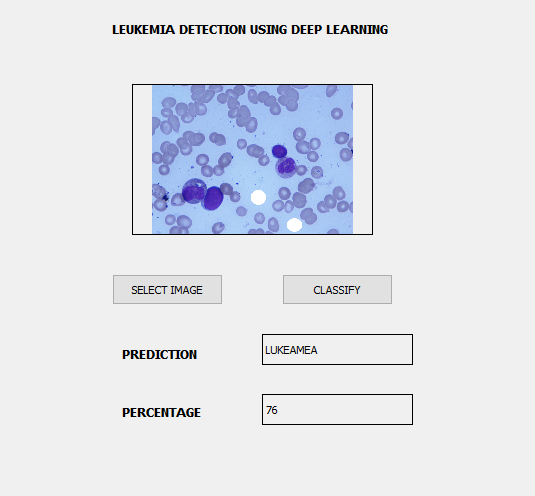 LEUKEMIA DETECTION USING DEEP LEARNING
SELECT IMAGE
CLASSIFY
PREDICTION
LUKEAMEA
PERCENTAGE
76